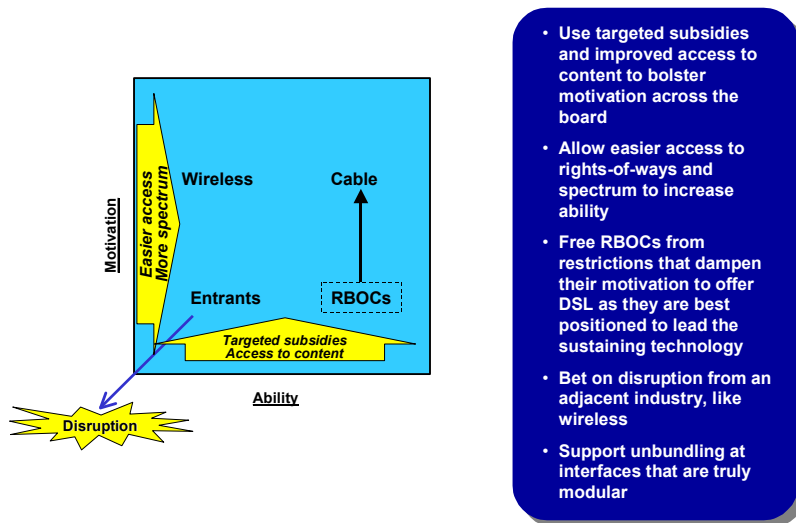 Motivation
Easier access
More spectrum
Wireless
Cable
Entrants
RBOCs
Targeted subsidies
Access to content
Ability
Disruption
• Use targeted subsidies
and improved access to
content to bolster
motivation across the
board
• Allow easier access to
rights-of-ways and
spectrum to increase
ability
• Free RBOCs from
restrictions that dampen
their motivation to offer
DSL as they are best
positioned to lead the
sustaining technology
• Bet on disruption from an
adjacent industry, like
wireless
• Support unbundling at
interfaces that are truly
modular